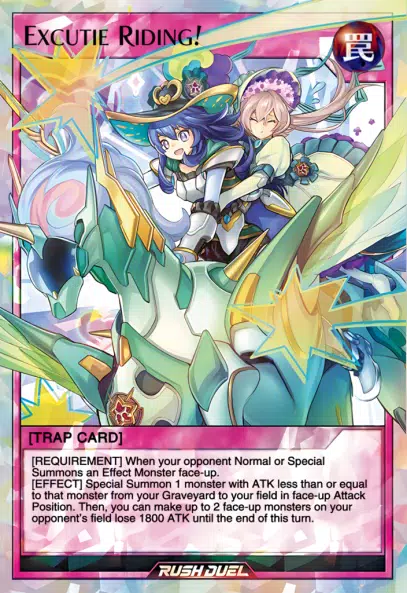 EXCUTIE RIDING!
罠
[TRAP CARD]
[REQUIREMENT] When your opponent Normal or Special
Summons an Effect Monster face-up.
[EFFECT] Special Summon 1 monster with ATK less than or equal
to that monster from your Graveyard to your field in face-up Attack
Position. Then, you can make up to 2 face-up monsters on your
opponent's field lose 1800 ATK until the end of this turn.
RUSH DUEL